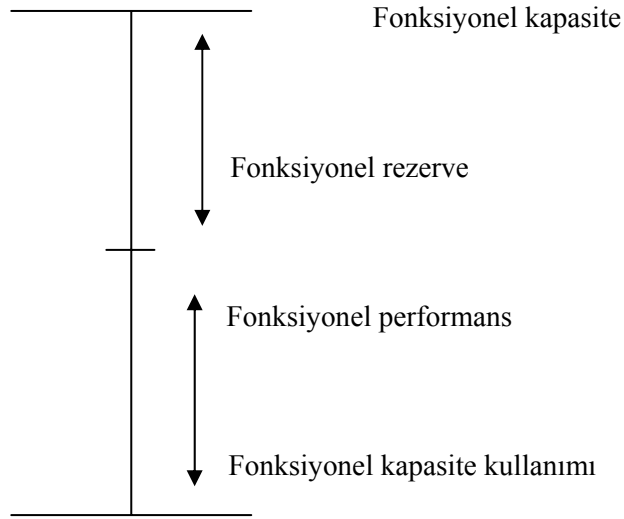 Fonksiyonel kapasite
Fonksiyonel rezerve
Fonksiyonel performans
Fonksiyonel kapasite kullanımı